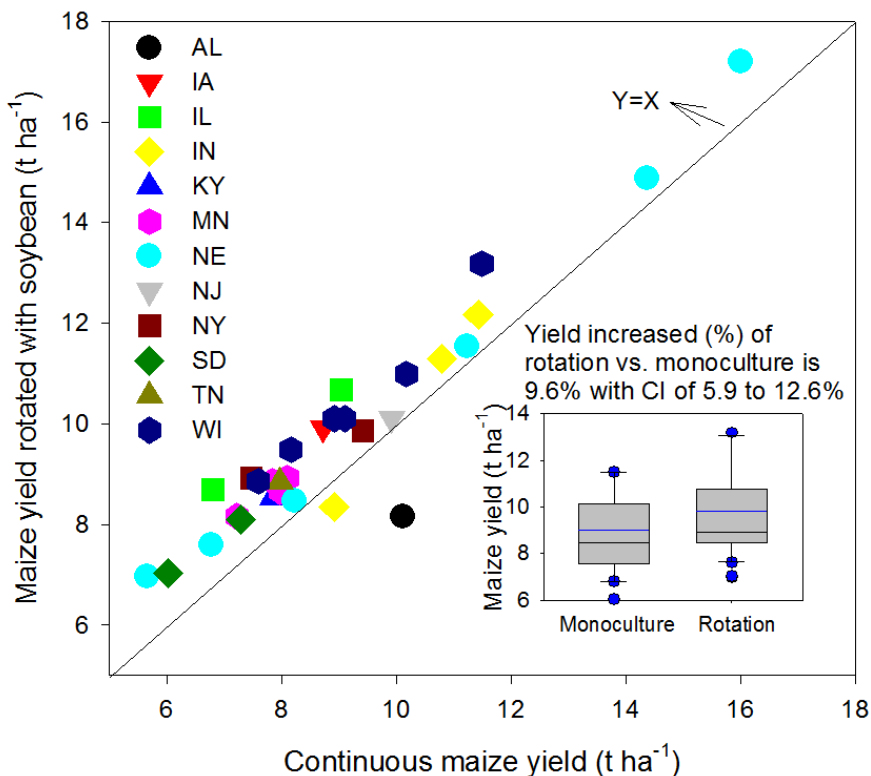 Maize yield rotated with soybean (t ha⁻¹)
18
16
14
12
10
8
6
AL
IA
IL
IN
KY
MN
NE
NJ
NY
SD
TN
WI
Y=X
Yield increased (%) of
rotation vs. monoculture is
9.6% with CI of 5.9 to 12.6%
Maize yield (t ha⁻¹)
14
12
10
8
6
Monoculture Rotation
6 8 10 12 14 16 18
Continuous maize yield (t ha⁻¹)